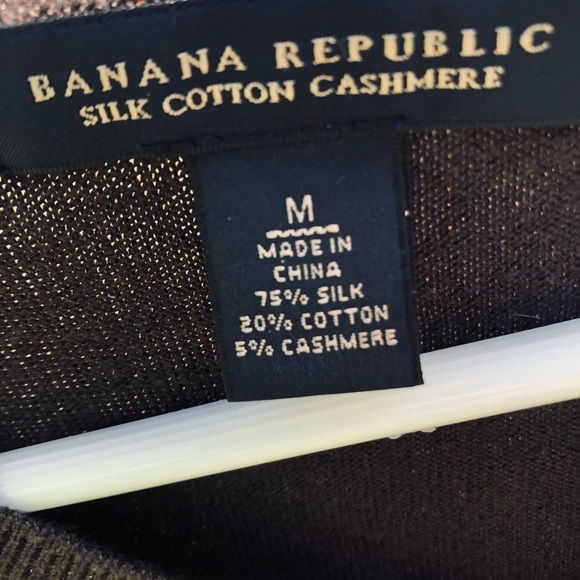 BANANA REPUBLIC
SILK COTTON CASHMERE
M
MADE IN
CHINA
75% SILK
20% COTTON
5% CASHMERE